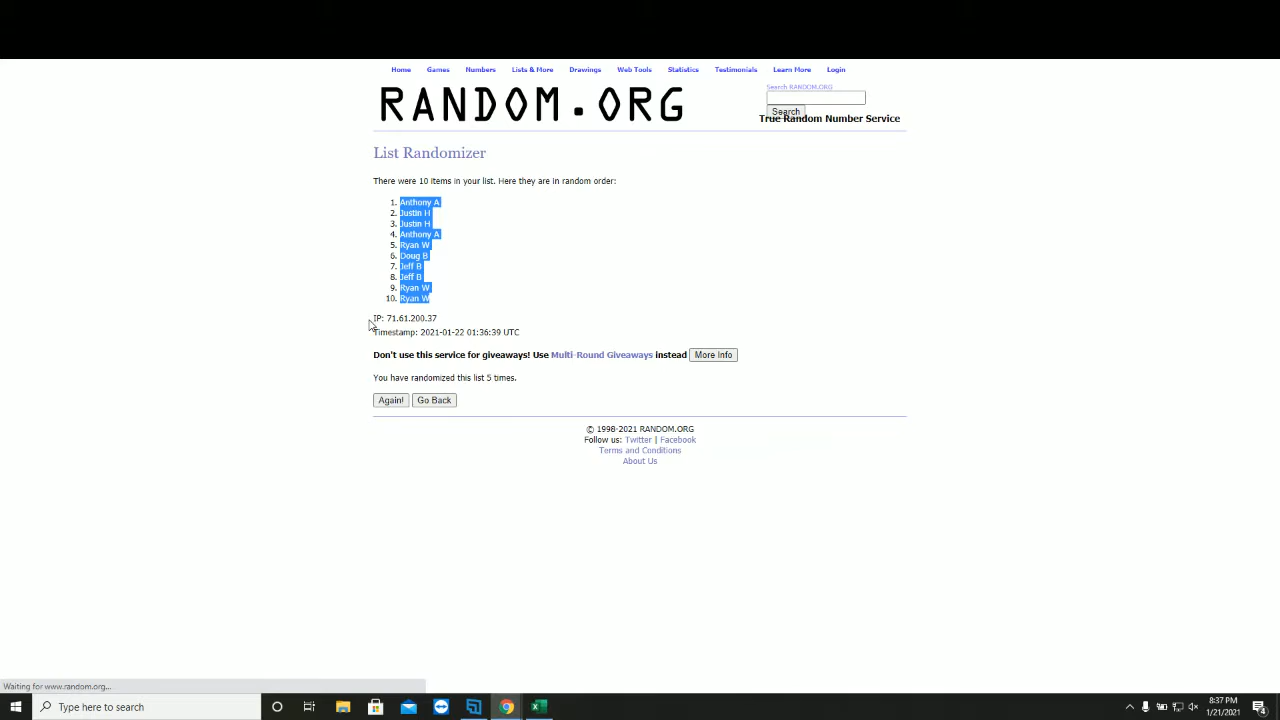 Home Games Numbers Lists & More Drawings Web Tools Statistics Testimonials Learn More Login
RANDOM.ORG
Search RANDOM.ORG
Search
True Random Number Service
List Randomizer
There were 10 items in your list. Here they are in random order:
1. Anthony A
2. Justin H
3. Justin H
4. Anthony A
5. Ryan W
6. Doug B
7. Jeff B
8. Jeff B
9. Ryan W
10. Ryan W
IP: 71.61.200.37
Timestamp: 2021-01-22 01:36:39 UTC
Don't use this service for giveaways! Use Multi-Round Giveaways instead More Info
You have randomized this list 5 times.
Again! Go Back
© 1998-2021 RANDOM.ORG
Follow us: Twitter | Facebook
Terms and Conditions
About Us
Waiting for www.random.org...
Type here to search
8:37 PM
1/21/2021
4